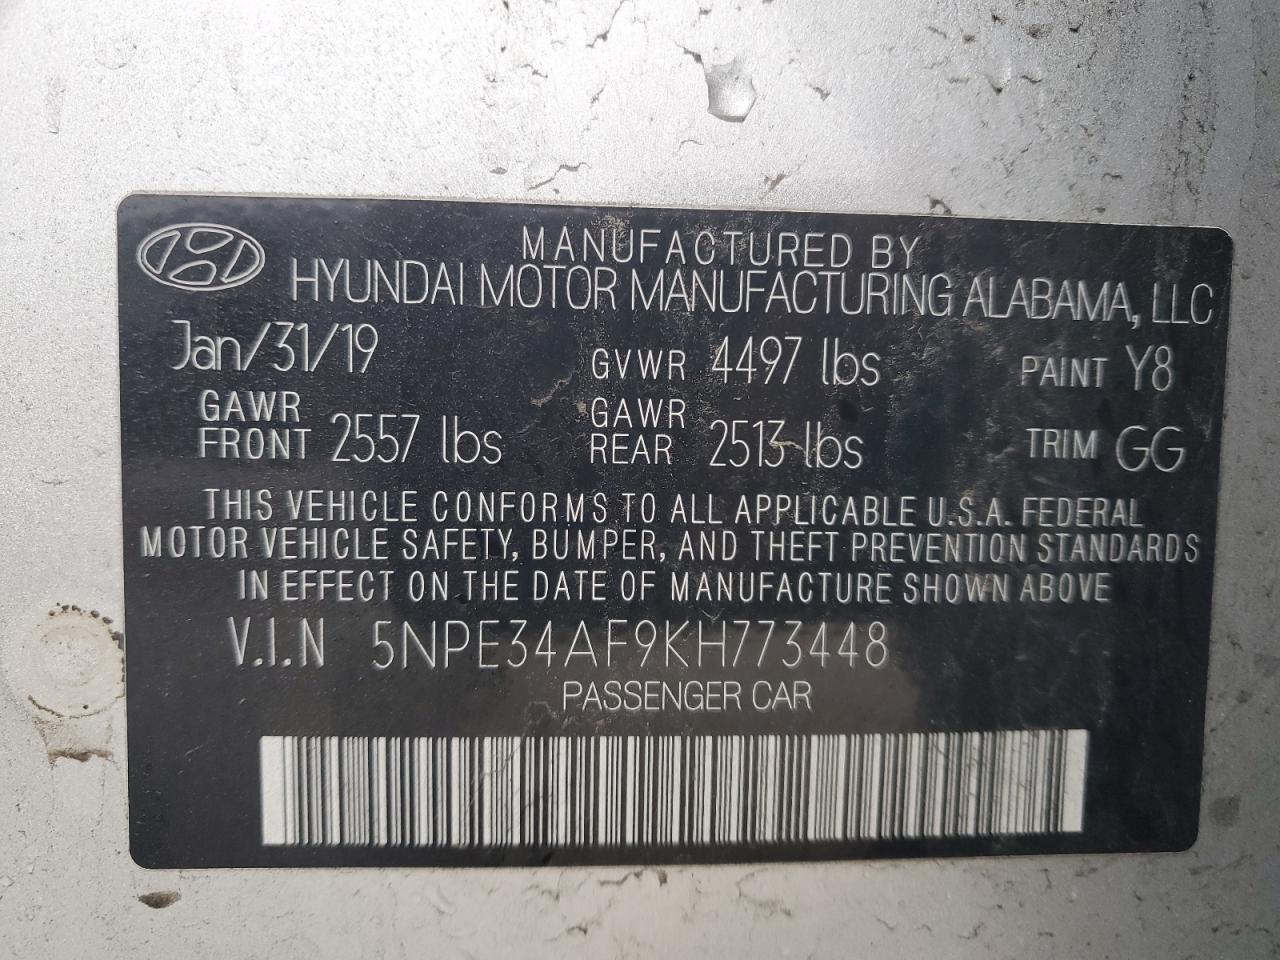 MANUFACTURED BY
HYUNDAI MOTOR MANUFACTURING ALABAMA, LLC
Jan/31/19 GVWR 4497 lbs PAINT Y8
GAWR FRONT 2557 lbs GAWR REAR 2513 lbs TRIM GG
THIS VEHICLE CONFORMS TO ALL APPLICABLE U.S.A. FEDERAL
MOTOR VEHICLE SAFETY, BUMPER, AND THEFT PREVENTION STANDARDS
IN EFFECT ON THE DATE OF MANUFACTURE SHOWN ABOVE
V.I.N 5NPE34AF9KH773448
PASSENGER CAR